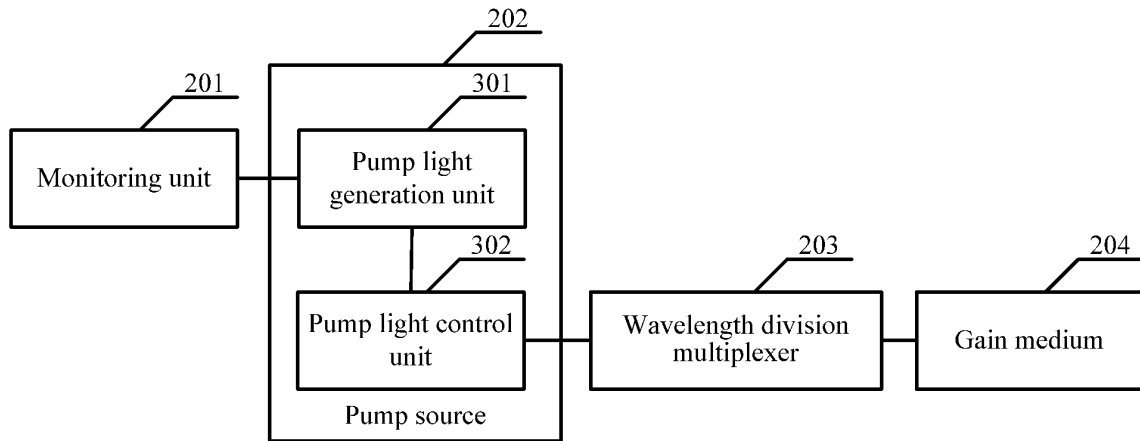 202
201
301
Monitoring unit
Pump light
generation unit
302
203
204
Pump light control
unit
Wavelength division
multiplexer
Gain medium
Pump source